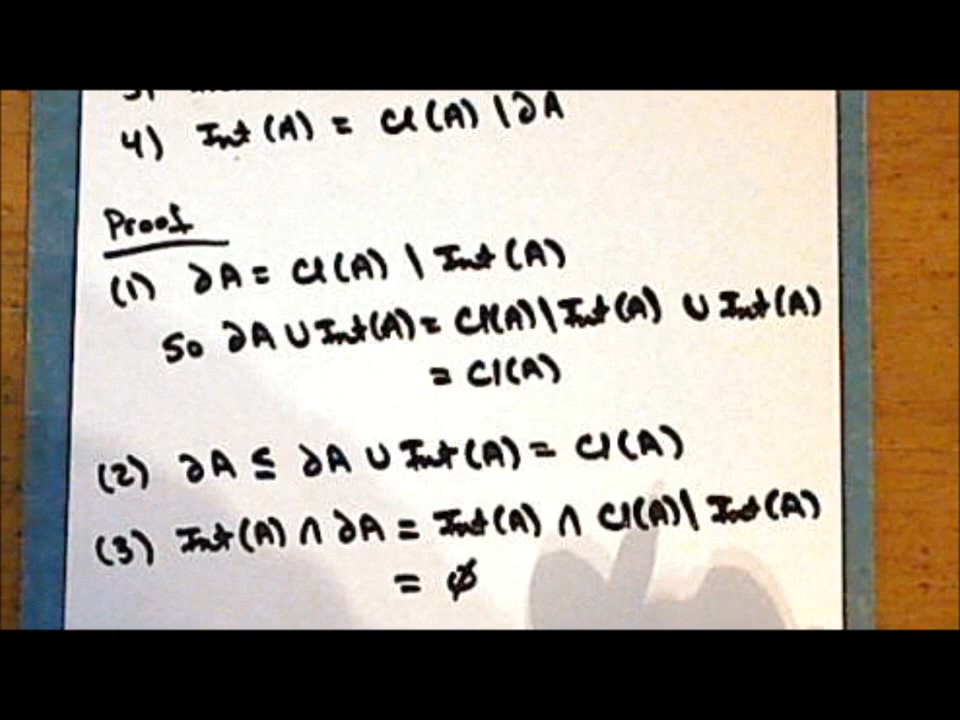 4) Int(A) = Cl(A) \ ∂A
Proof
(1) ∂A = Cl(A) \ Int(A)
So ∂A ∪ Int(A) = Cl(A) \ Int(A) ∪ Int(A)
= Cl(A)
(2) ∂A ⊆ ∂A ∪ Int(A) = Cl(A)
(3) Int(A) ∩ ∂A = Int(A) ∩ Cl(A) \ Int(A)
= ∅